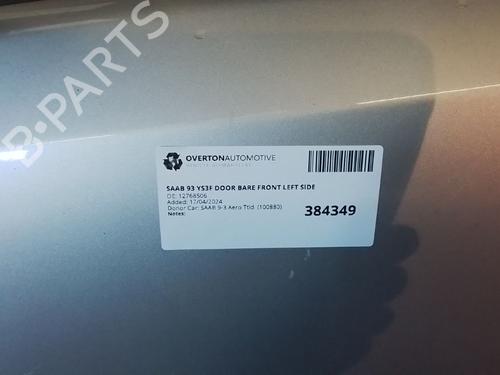 B-PARTS
OVERTONAUTOMOTIVE
SAAB 93 YS3F DOOR BARE FRONT LEFT SIDE
OE: 12768506
Added: 17/04/2024
Donor Car: SAAB 9-3 Aero Ttid. (100880)
Notes:
384349